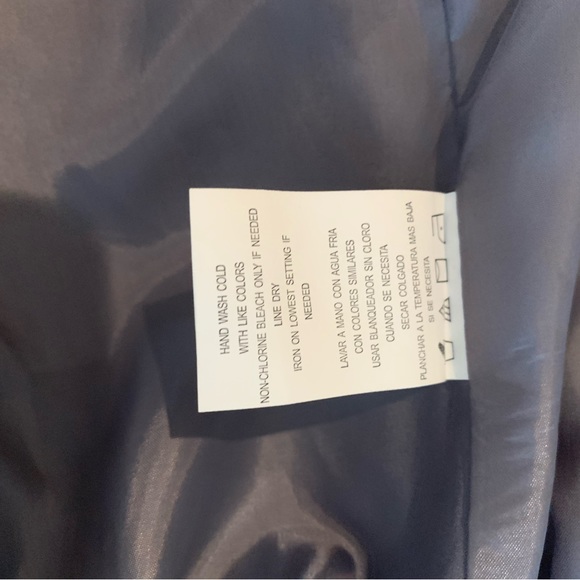 HAND WASH COLD
WITH LIKE COLORS
NON-CHLORINE BLEACH ONLY IF NEEDED
LINE DRY
IRON ON LOWEST SETTING IF
NEEDED
LAVAR A MANO CON AGUA FRIA
CON COLORES SIMILARES
USAR BLANQUEADOR SIN CLORO
CUANDO SE NECESITA
SECAR COLGADO
PLANCHAR A LA TEMPERATURA MAS BAJA
SI SE NECESITA